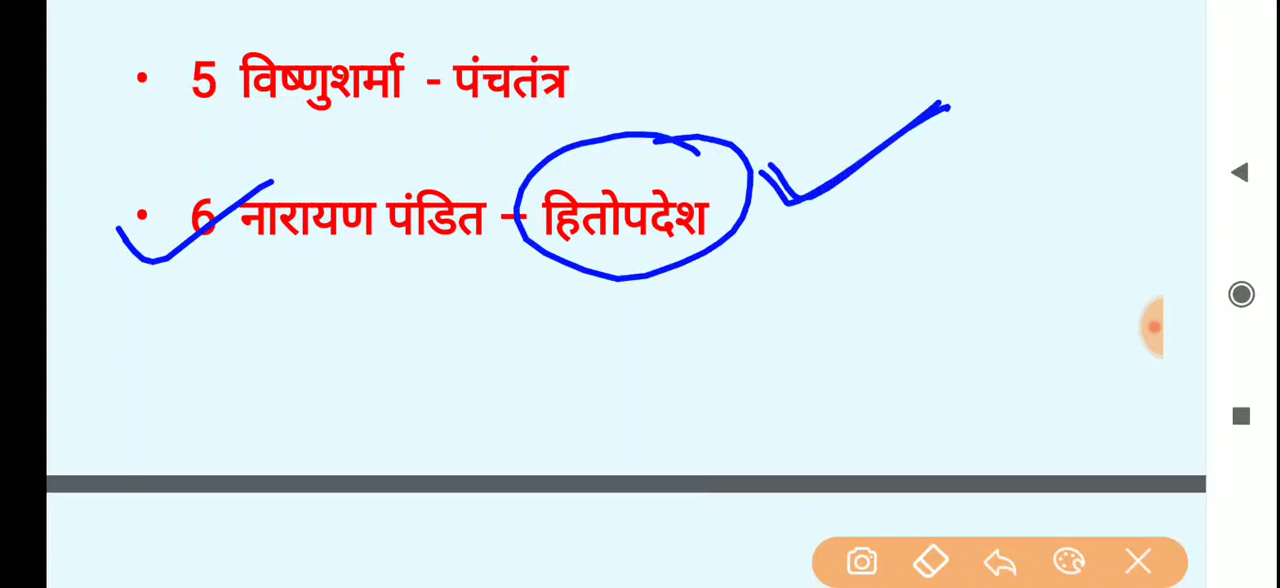 • 5 विष्णुशर्मा - पंचतंत्र
• 6 नारायण पंडित – हितोपदेश